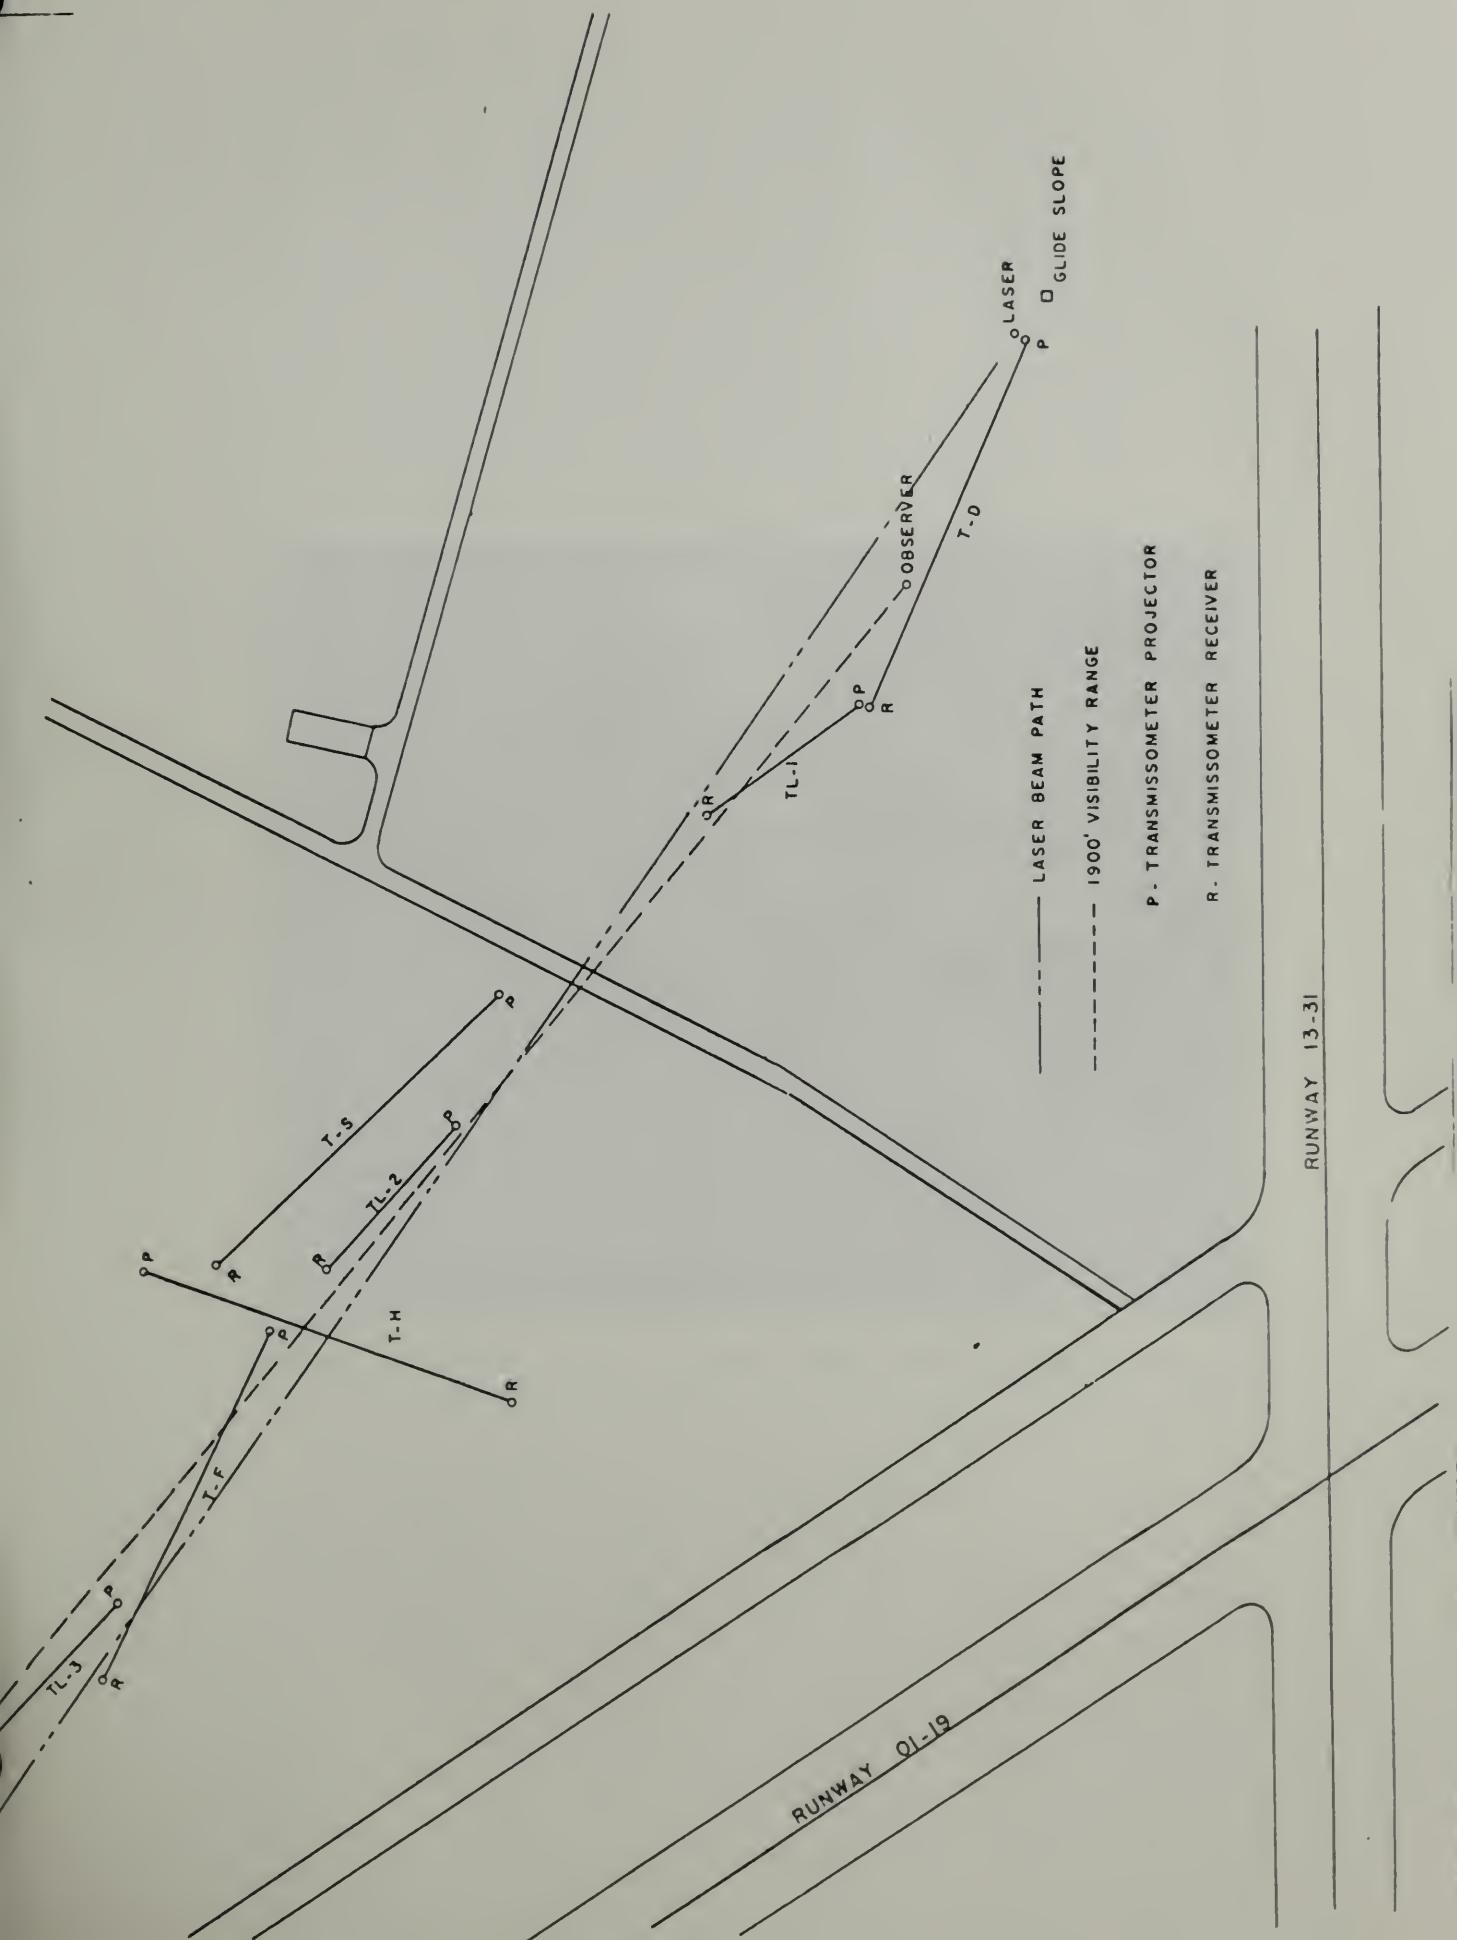 GLIDE SLOPE
LASER
P
OBSERVER
T-D
P
R
TL-1
R
LASER BEAM PATH
1900' VISIBILITY RANGE
P - TRANSMISSOMETER PROJECTOR
R - TRANSMISSOMETER RECEIVER
P
T-S
R
P
TL-2
R
P
T-H
R
P
T-F
R
P
TL-3
RUNWAY 13-31
RUNWAY 01-19